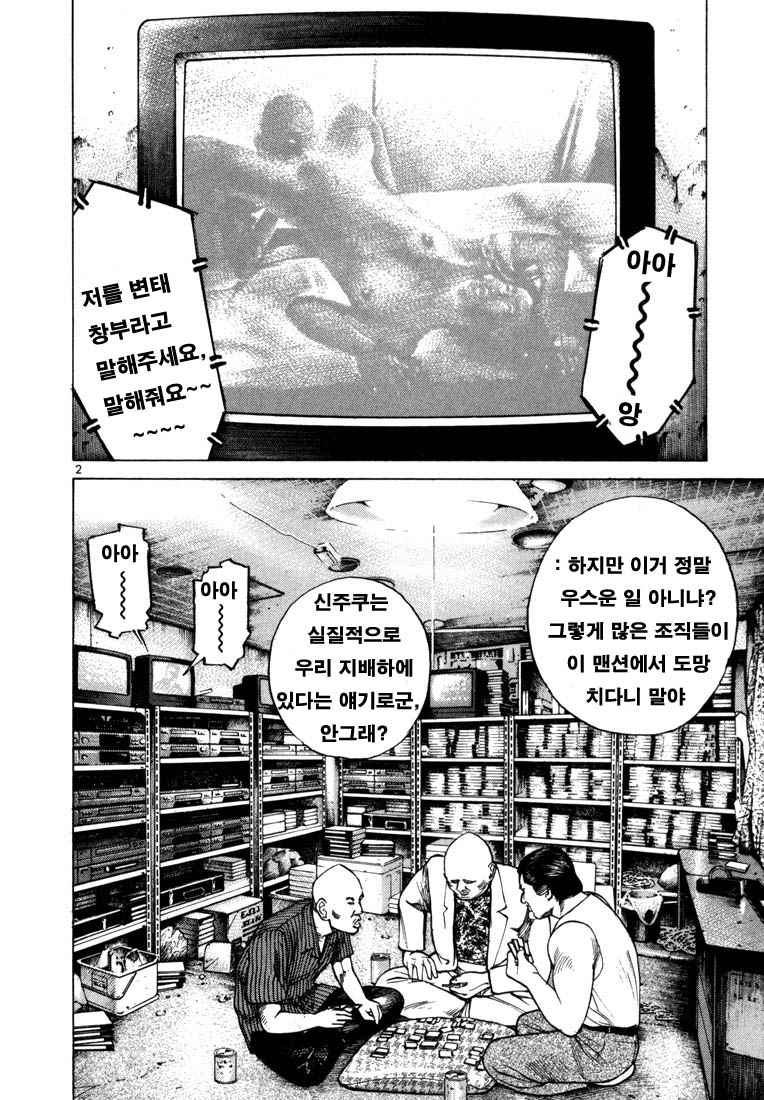 아아
앙
저를 변태
창부라고
말해주세요,
말해줘요~~
~~~~
2
: 하지만 이거 정말
우스운 일 아니냐?
그렇게 많은 조직들이
이 맨션에서 도망
치다니 말야
신주쿠는
실질적으로
우리 지배하에
있다는 얘기로군,
안그래?
아아
아아